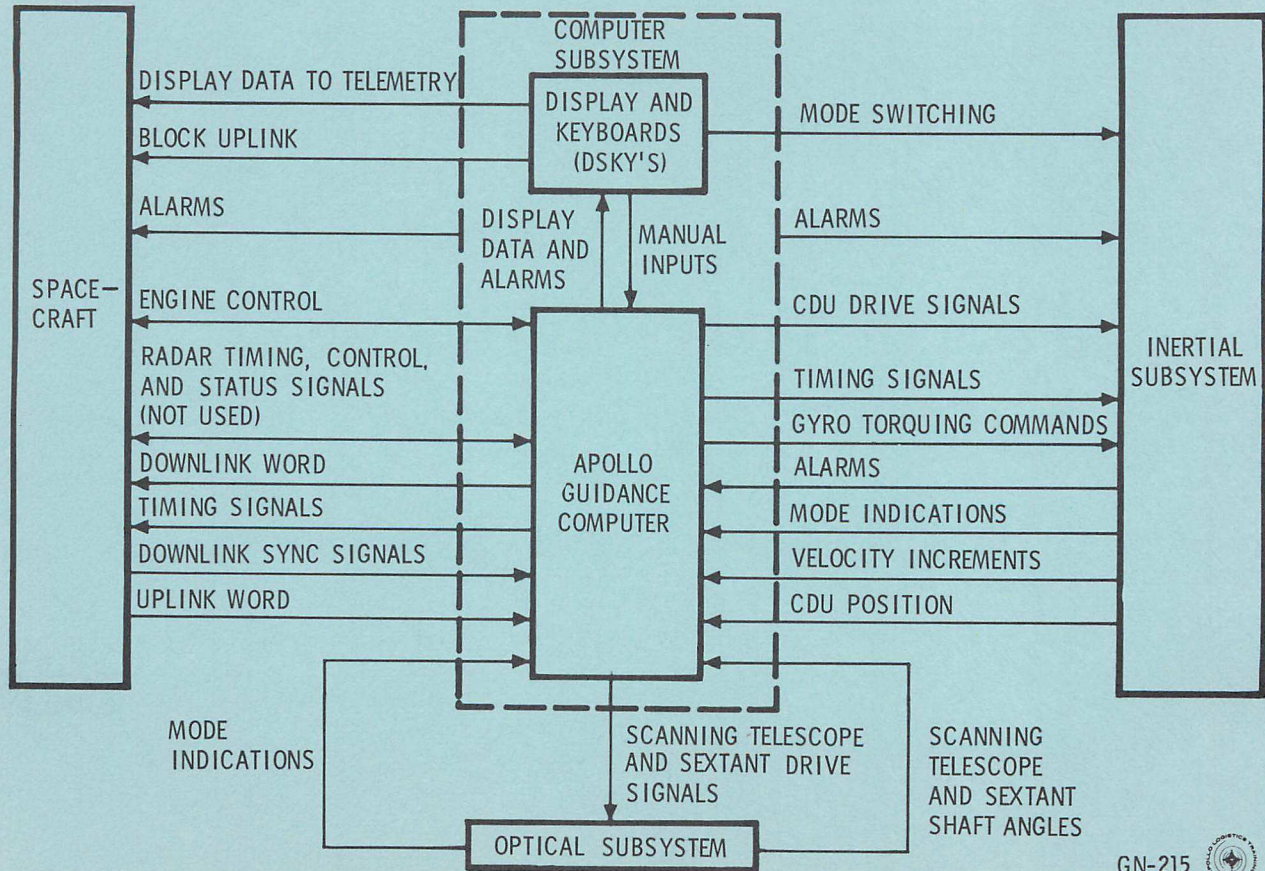 COMPUTER
SUBSYSTEM
DISPLAY DATA TO TELEMETRY
BLOCK UPLINK
ALARMS
DISPLAY AND
KEYBOARDS
(DSKY'S)
MODE SWITCHING
DISPLAY
DATA AND
ALARMS
MANUAL
INPUTS
ALARMS
SPACE-
CRAFT
ENGINE CONTROL
RADAR TIMING, CONTROL,
AND STATUS SIGNALS
(NOT USED)
DOWNLINK WORD
TIMING SIGNALS
DOWNLINK SYNC SIGNALS
UPLINK WORD
APOLLO
GUIDANCE
COMPUTER
CDU DRIVE SIGNALS
TIMING SIGNALS
GYRO TORQUING COMMANDS
ALARMS
MODE INDICATIONS
VELOCITY INCREMENTS
CDU POSITION
INERTIAL
SUBSYSTEM
MODE
INDICATIONS
SCANNING TELESCOPE
AND SEXTANT DRIVE
SIGNALS
SCANNING
TELESCOPE
AND SEXTANT
SHAFT ANGLES
OPTICAL SUBSYSTEM
GN-215
APOLLO LOGISTICS TRAINING